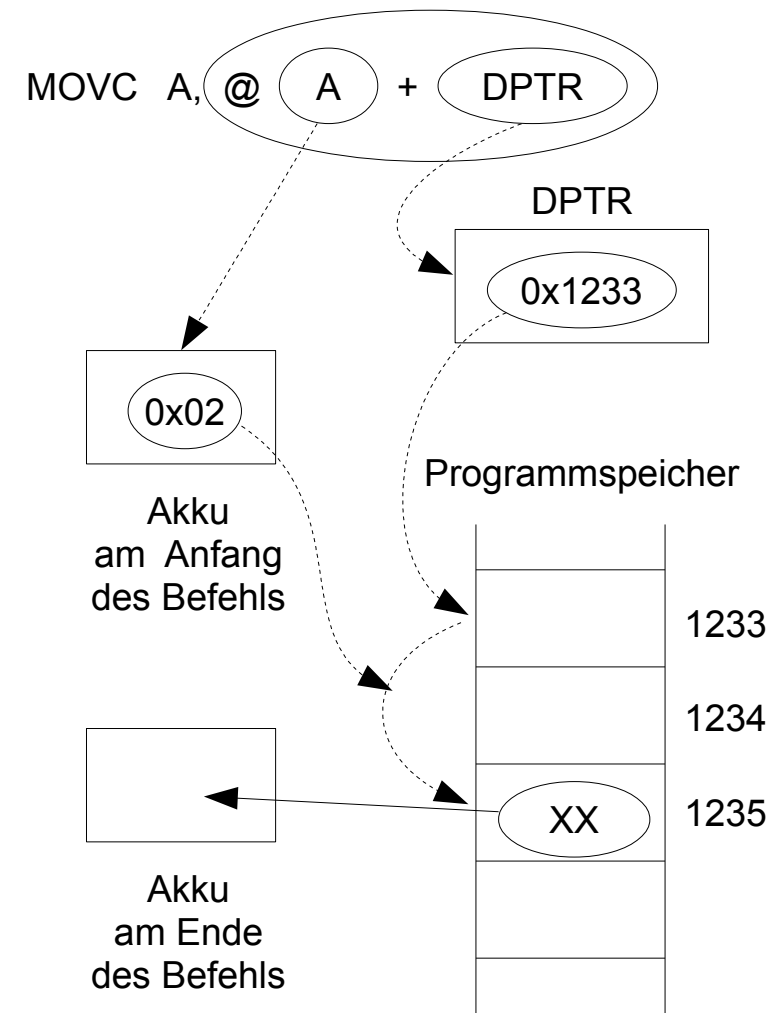 MOVC A, @ A + DPTR
DPTR
0x1233
0x02
Programmspeicher
Akku
am Anfang
des Befehls
1233
1234
XX
1235
Akku
am Ende
des Befehls